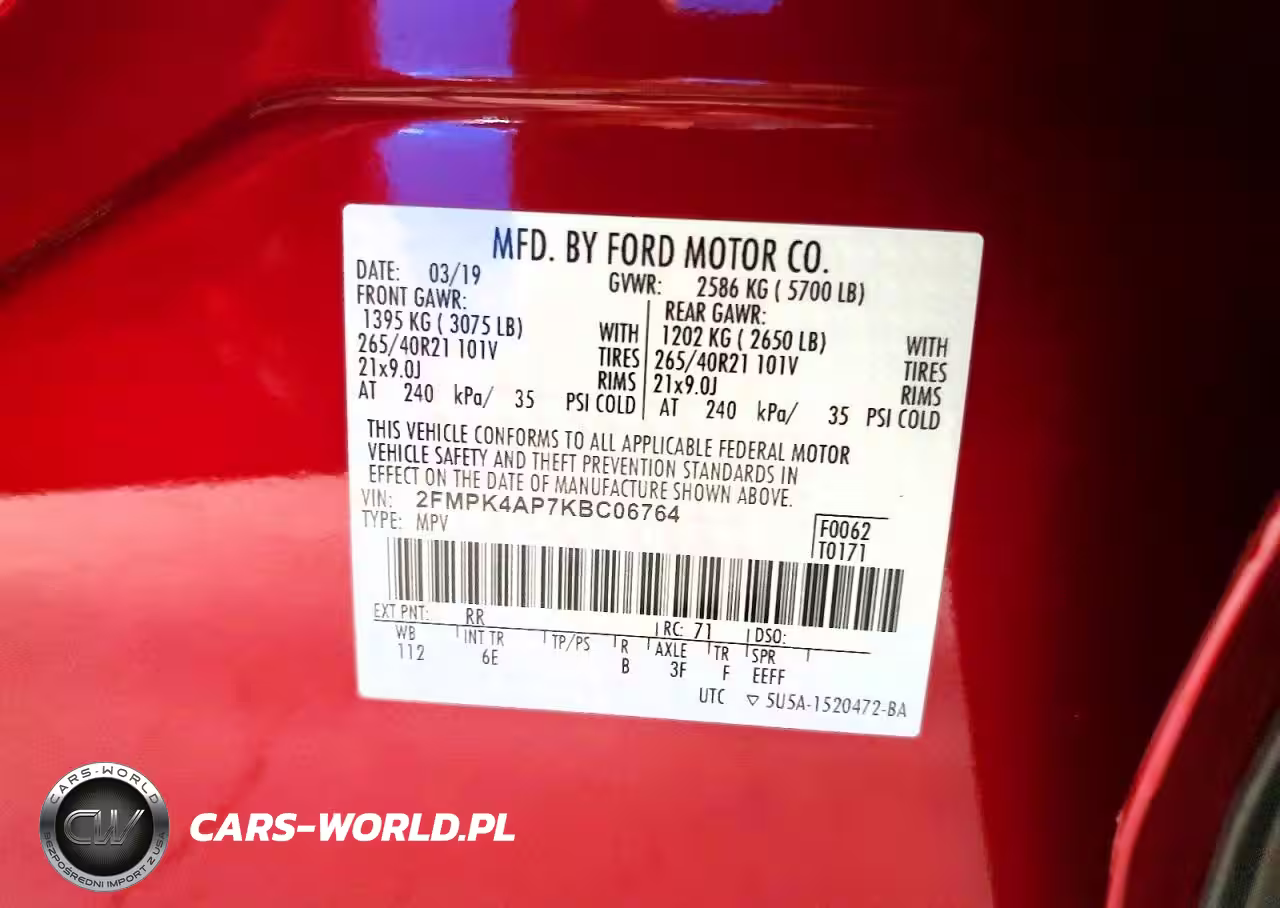 MFD. BY FORD MOTOR CO.
DATE: 03/19 GVWR: 2586 KG ( 5700 LB)
FRONT GAWR: REAR GAWR:
1395 KG ( 3075 LB) WITH 1202 KG ( 2650 LB) WITH
265/40R21 101V TIRES 265/40R21 101V TIRES
21x9.0J RIMS 21x9.0J RIMS
AT 240 kPa/ 35 PSI COLD AT 240 kPa/ 35 PSI COLD
THIS VEHICLE CONFORMS TO ALL APPLICABLE FEDERAL MOTOR
VEHICLE SAFETY AND THEFT PREVENTION STANDARDS IN
EFFECT ON THE DATE OF MANUFACTURE SHOWN ABOVE.
VIN: 2FMPK4AP7KBC06764
TYPE: MPV
F0062
T0171
EXT PNT: RR RC: 71 DSO:
WB INT TR TP/PS R AXLE TR SPR
112 6E B 3F F EEFF
UTC ▽ 5U5A-1520472-BA
CARS-WORLD
CW
BEZPOŚREDNI IMPORT Z USA
CARS-WORLD.PL